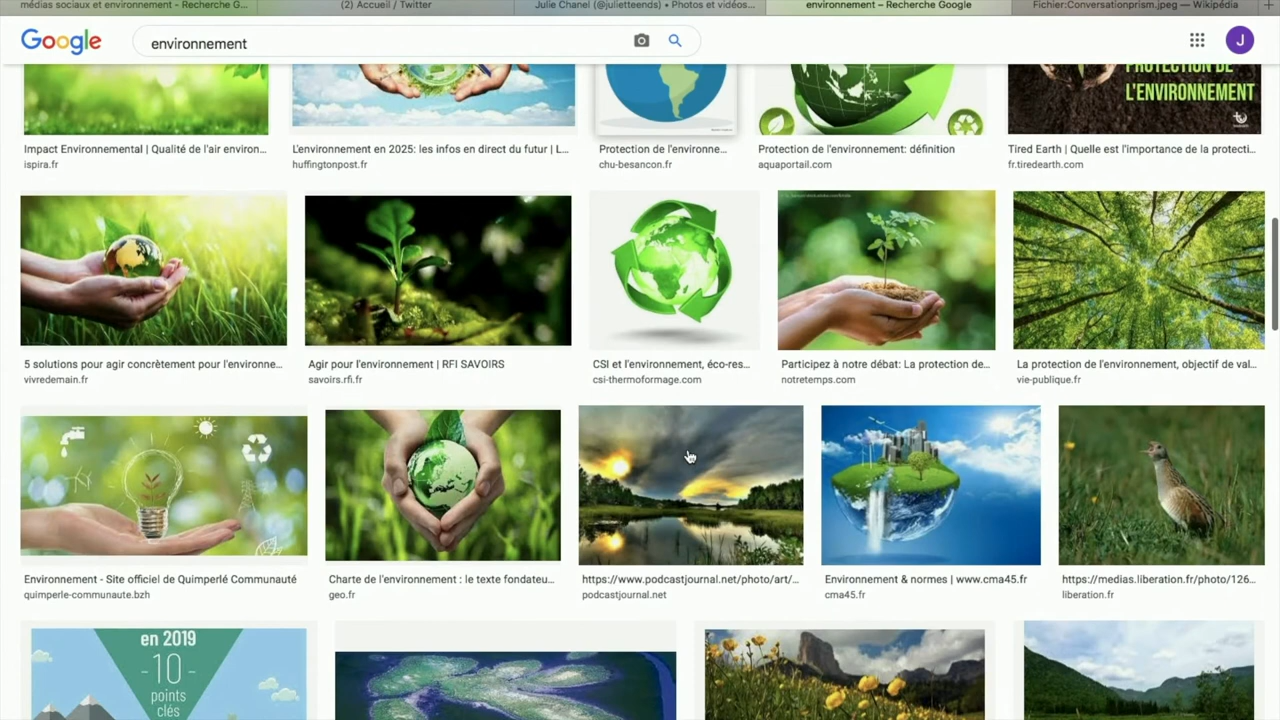 médias sociaux et environnement - Recherche G...
(2) Accueil / Twitter
Julie Chanel (@julietteends) • Photos et vidéos...
environnement – Recherche Google
Fichier:Conversationprism.jpeg — Wikipédia
Google
environnement
J
PROTECTION DE
L'ENVIRONNEMENT
Impact Environmental | Qualité de l'air environ...
ispira.fr
L'environnement en 2025: les infos en direct du futur | L...
huffingtonpost.fr
Protection de l'environne...
chu-besancon.fr
Protection de l'environnement: définition
aquaportail.com
Tired Earth | Quelle est l'importance de la protecti...
fr.tiredearth.com
5 solutions pour agir concrètement pour l'environne...
vivredemain.fr
Agir pour l'environnement | RFI SAVOIRS
savoirs.rfi.fr
CSI et l'environnement, éco-res...
csi-thermoformage.com
Participez à notre débat: La protection de...
notretemps.com
La protection de l'environnement, objectif de val...
vie-publique.fr
Environnement - Site officiel de Quimperlé Communauté
quimperle-communaute.bzh
Charte de l'environnement : le texte fondateu...
geo.fr
https://www.podcastjournal.net/photo/art/...
podcastjournal.net
Environnement & normes | www.cma45.fr
cma45.fr
https://medias.liberation.fr/photo/126...
liberation.fr
en 2019
-10-
points
clés